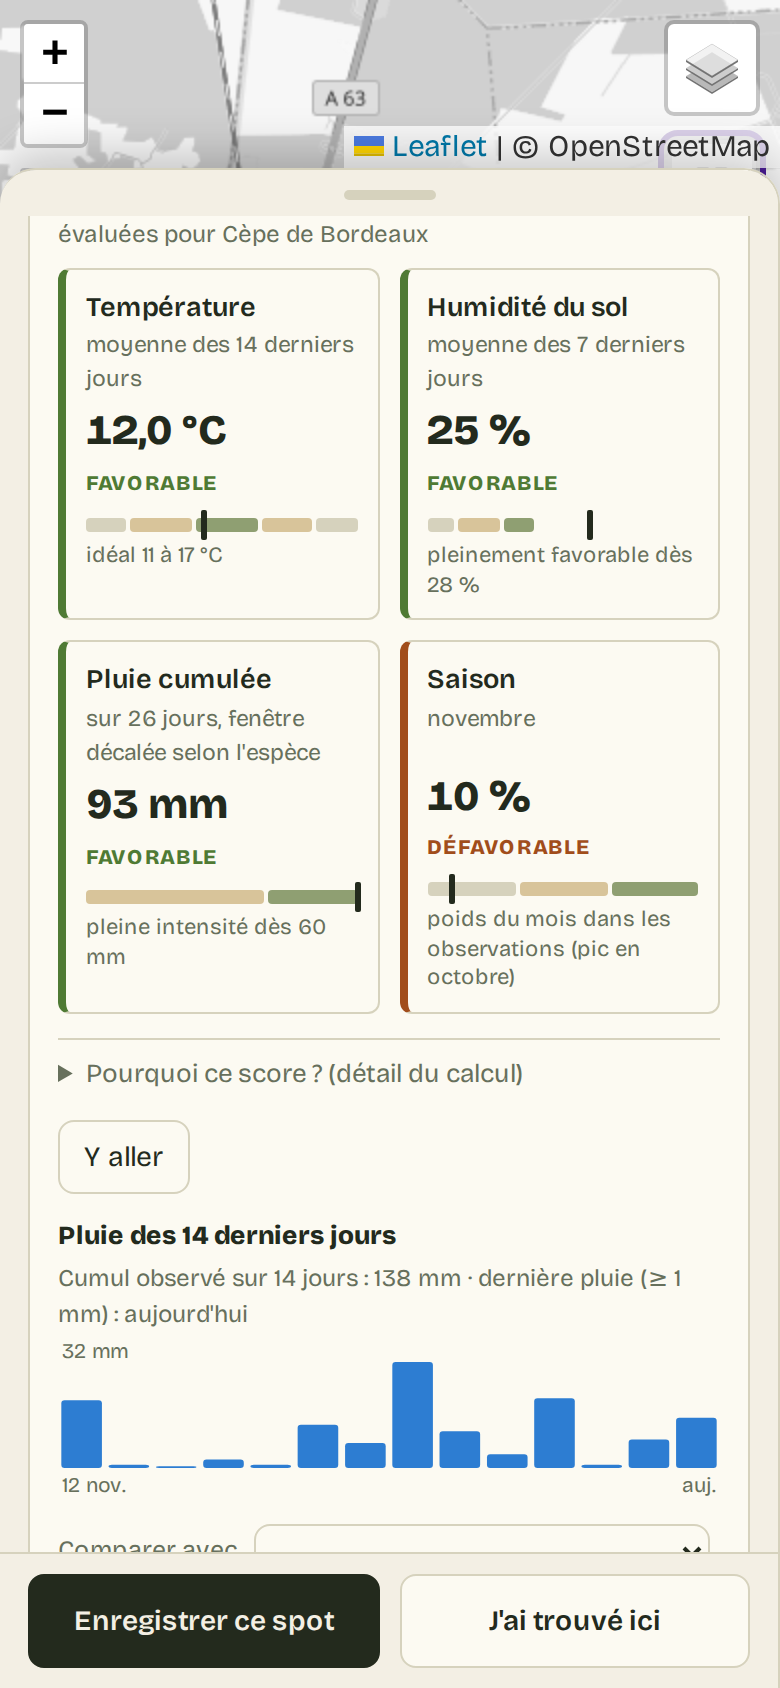 +
−
A 63
Leaflet | © OpenStreetMap
évaluées pour Cèpe de Bordeaux
Température
moyenne des 14 derniers
jours
12,0 °C
FAVORABLE
idéal 11 à 17 °C
Humidité du sol
moyenne des 7 derniers
jours
25 %
FAVORABLE
pleinement favorable dès
28 %
Pluie cumulée
sur 26 jours, fenêtre
décalée selon l'espèce
93 mm
FAVORABLE
pleine intensité dès 60
mm
Saison
novembre
10 %
DÉFAVORABLE
poids du mois dans les
observations (pic en
octobre)
Pourquoi ce score ? (détail du calcul)
Y aller
Pluie des 14 derniers jours
Cumul observé sur 14 jours : 138 mm · dernière pluie (≥ 1
mm) : aujourd'hui
32 mm
12 nov.
auj.
Comparer avec
Enregistrer ce spot
J'ai trouvé ici